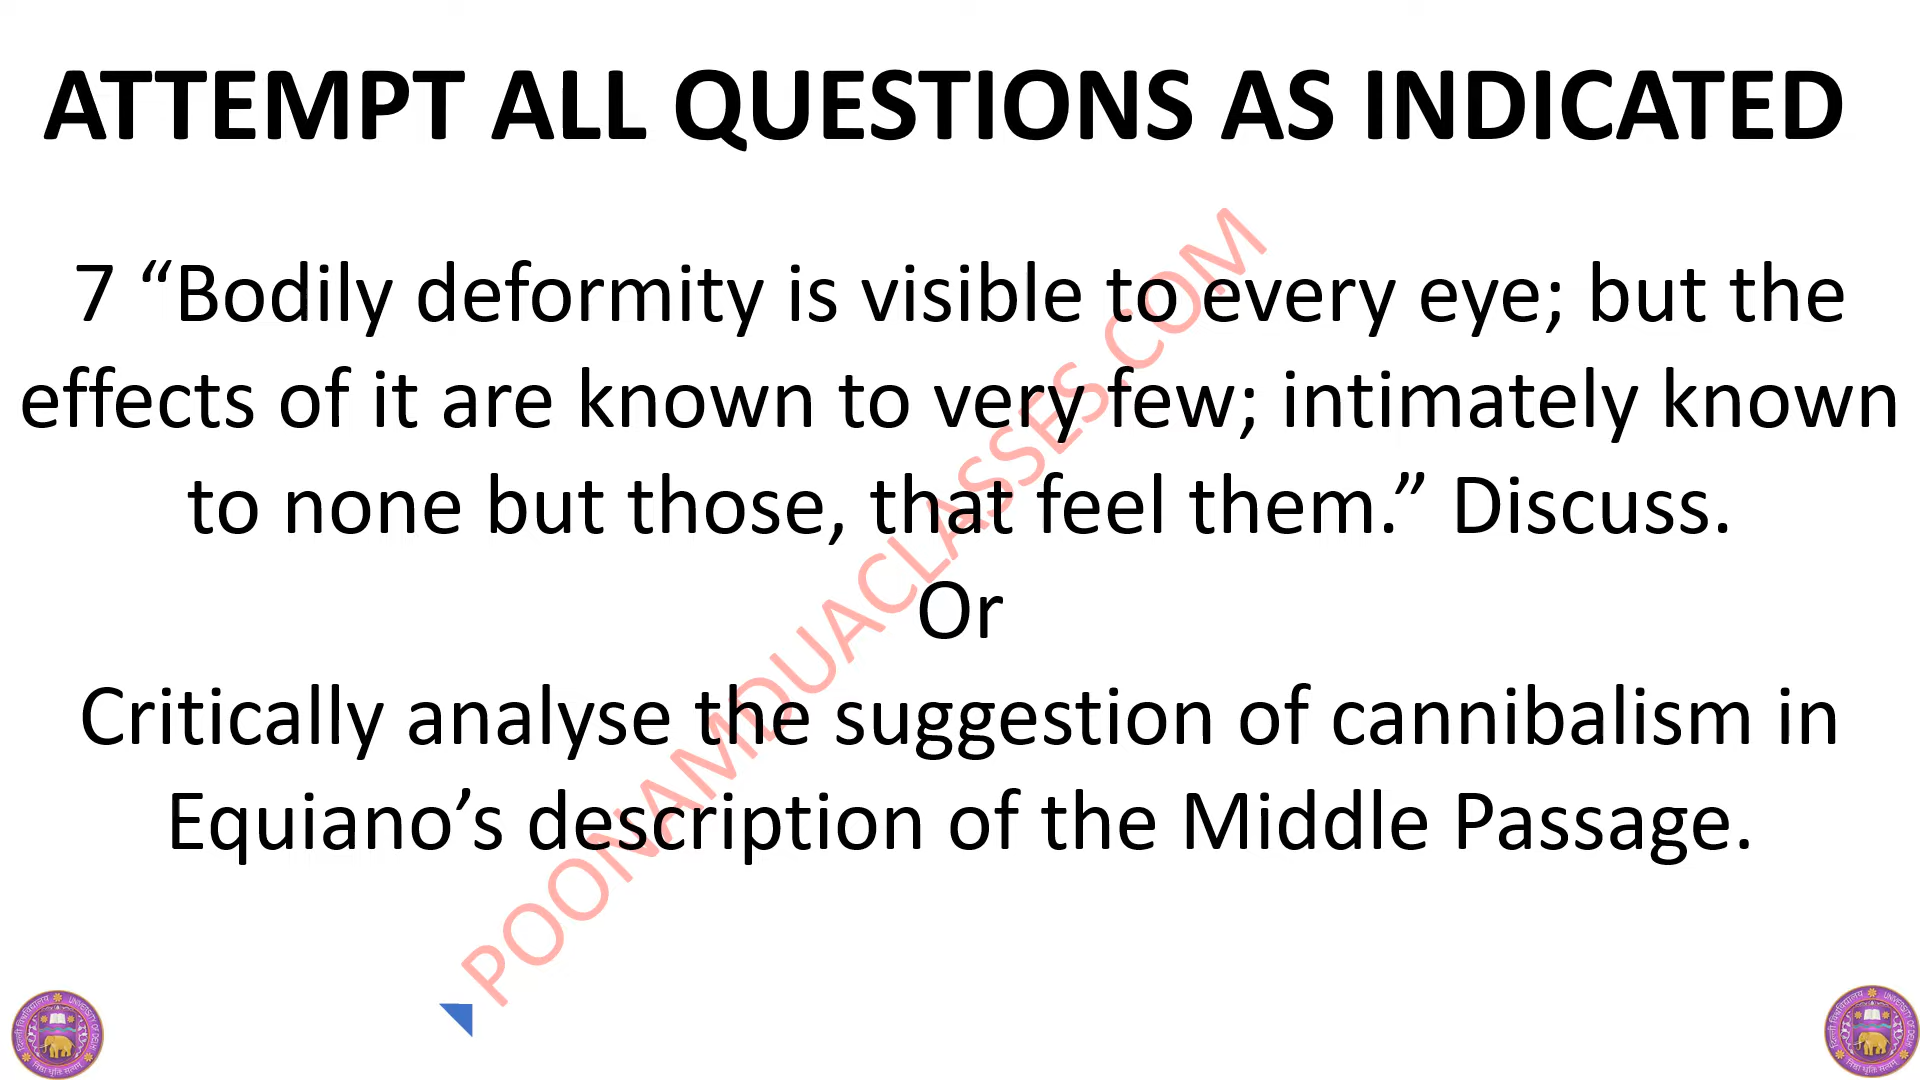 ATTEMPT ALL QUESTIONS AS INDICATED
7 “Bodily deformity is visible to every eye; but the
effects of it are known to very few; intimately known
to none but those, that feel them.” Discuss.
Or
Critically analyse the suggestion of cannibalism in
Equiano’s description of the Middle Passage.
POONAMDUACLASSES.COM